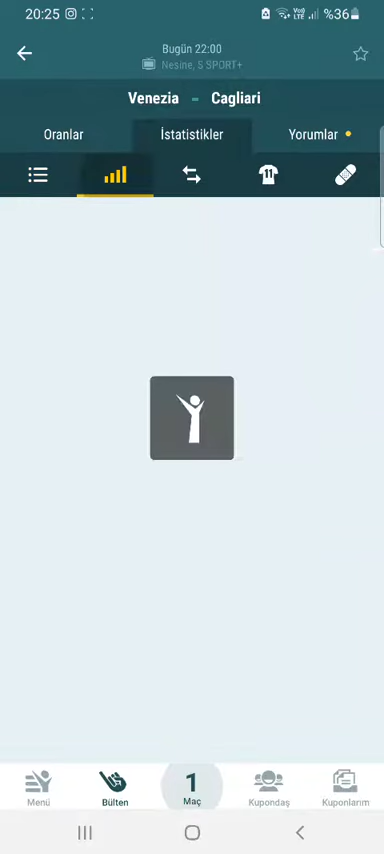 20:25 %36
Bugün 22:00
Nesine, S SPORT+
Venezia - Cagliari
Oranlar İstatistikler Yorumlar
11
1
Menü Bülten Maç Kupondaş Kuponlarım